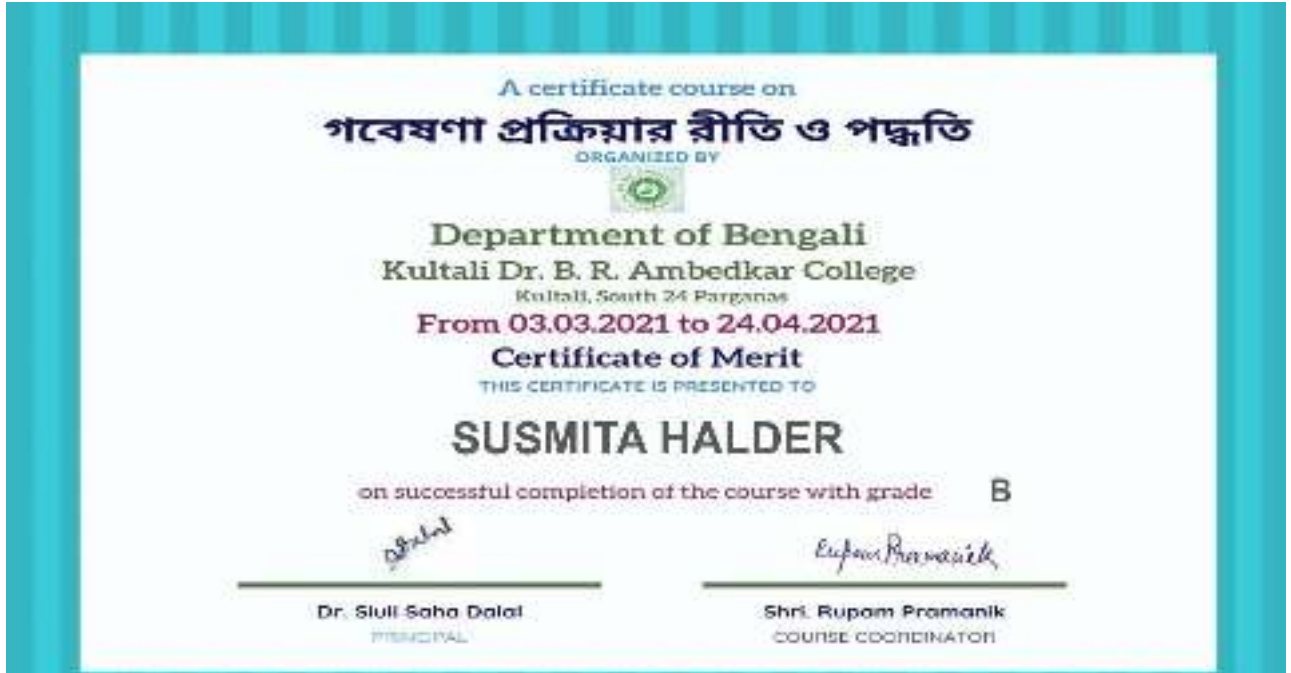 A certificate course on
গবেষণা প্রক্রিয়ার রীতি ও পদ্ধতি
ORGANIZED BY
Department of Bengali
Kultali Dr. B. R. Ambedkar College
Kultali, South 24 Parganas
From 03.03.2021 to 24.04.2021
Certificate of Merit
THIS CERTIFICATE IS PRESENTED TO
SUSMITA HALDER
on successful completion of the course with grade B
Dr. Siuli Saha Dalal
Shri. Rupam Pramanik
PRINCIPAL
COURSE COORDINATOR